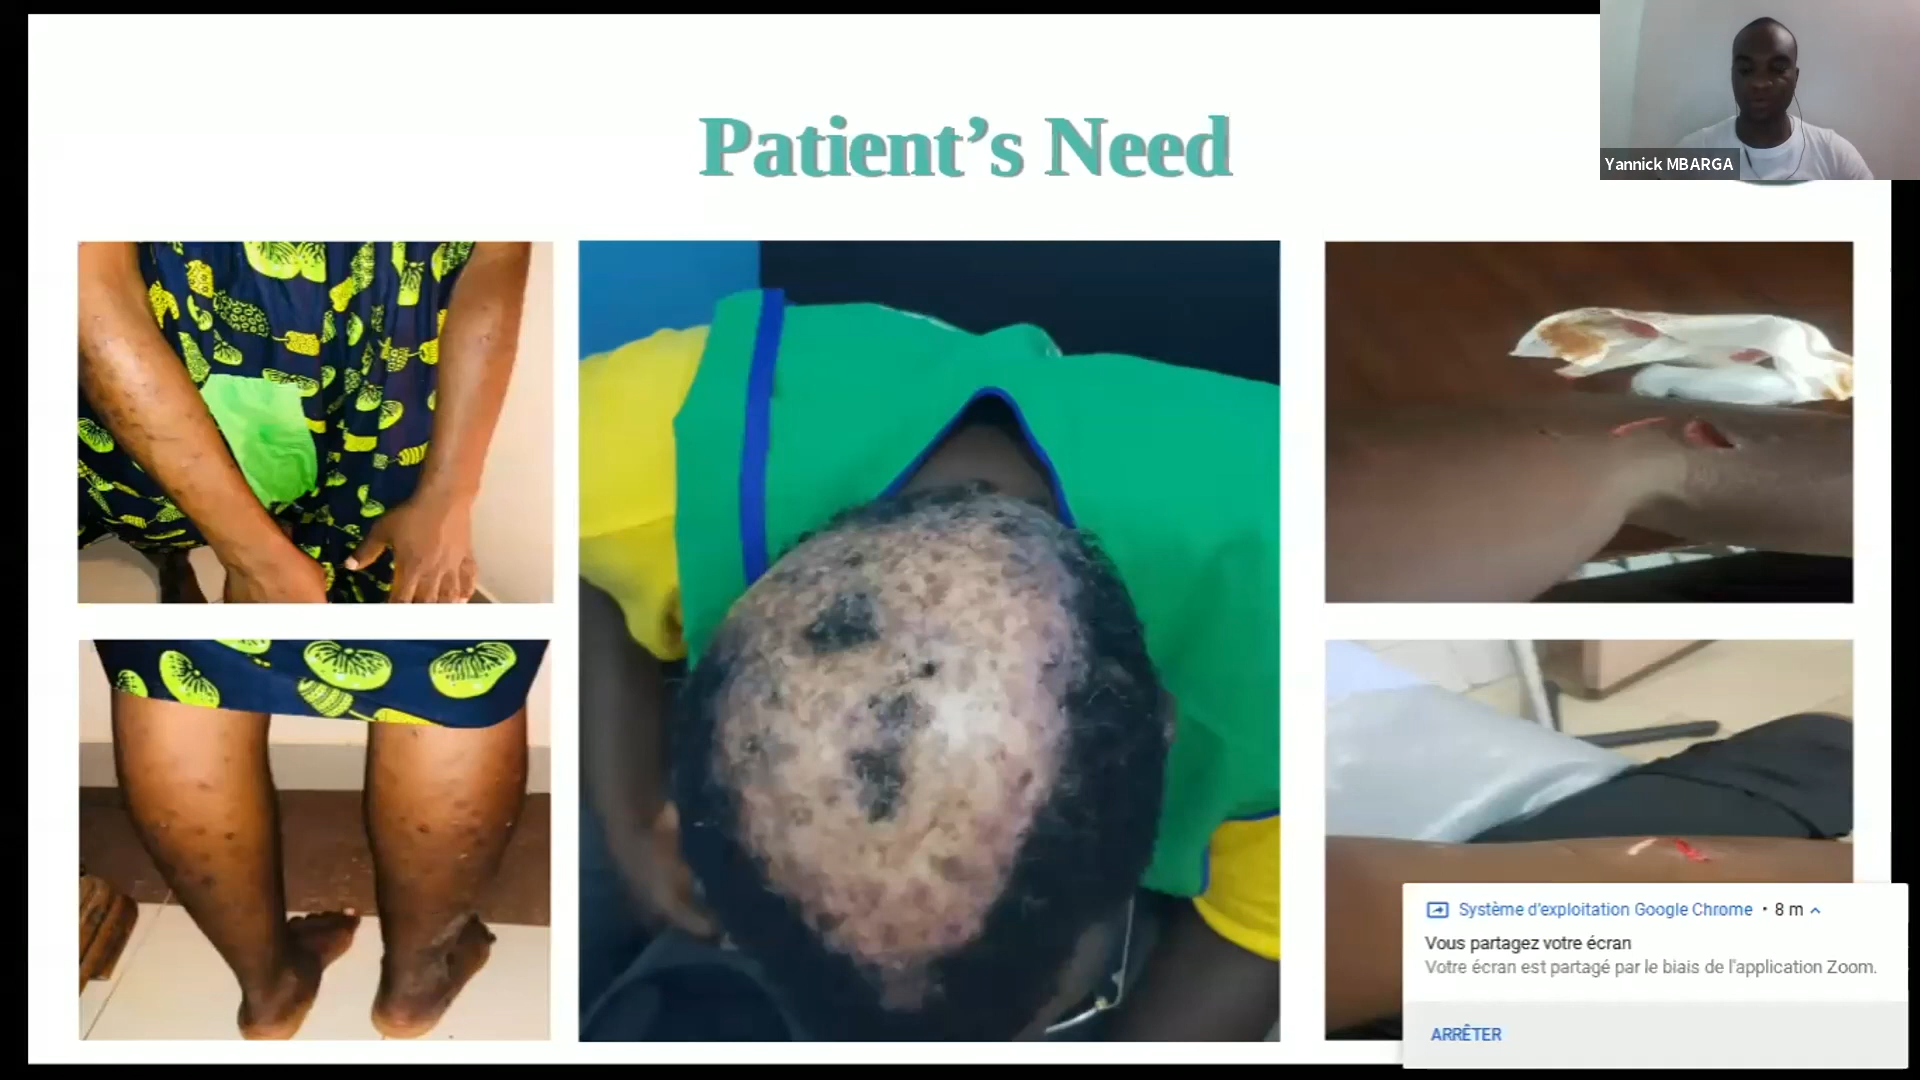 Patient's Need
Yannick MBARGA
Système d'exploitation Google Chrome • 8 m
Vous partagez votre écran
Votre écran est partagé par le biais de l'application Zoom.
ARRÊTER